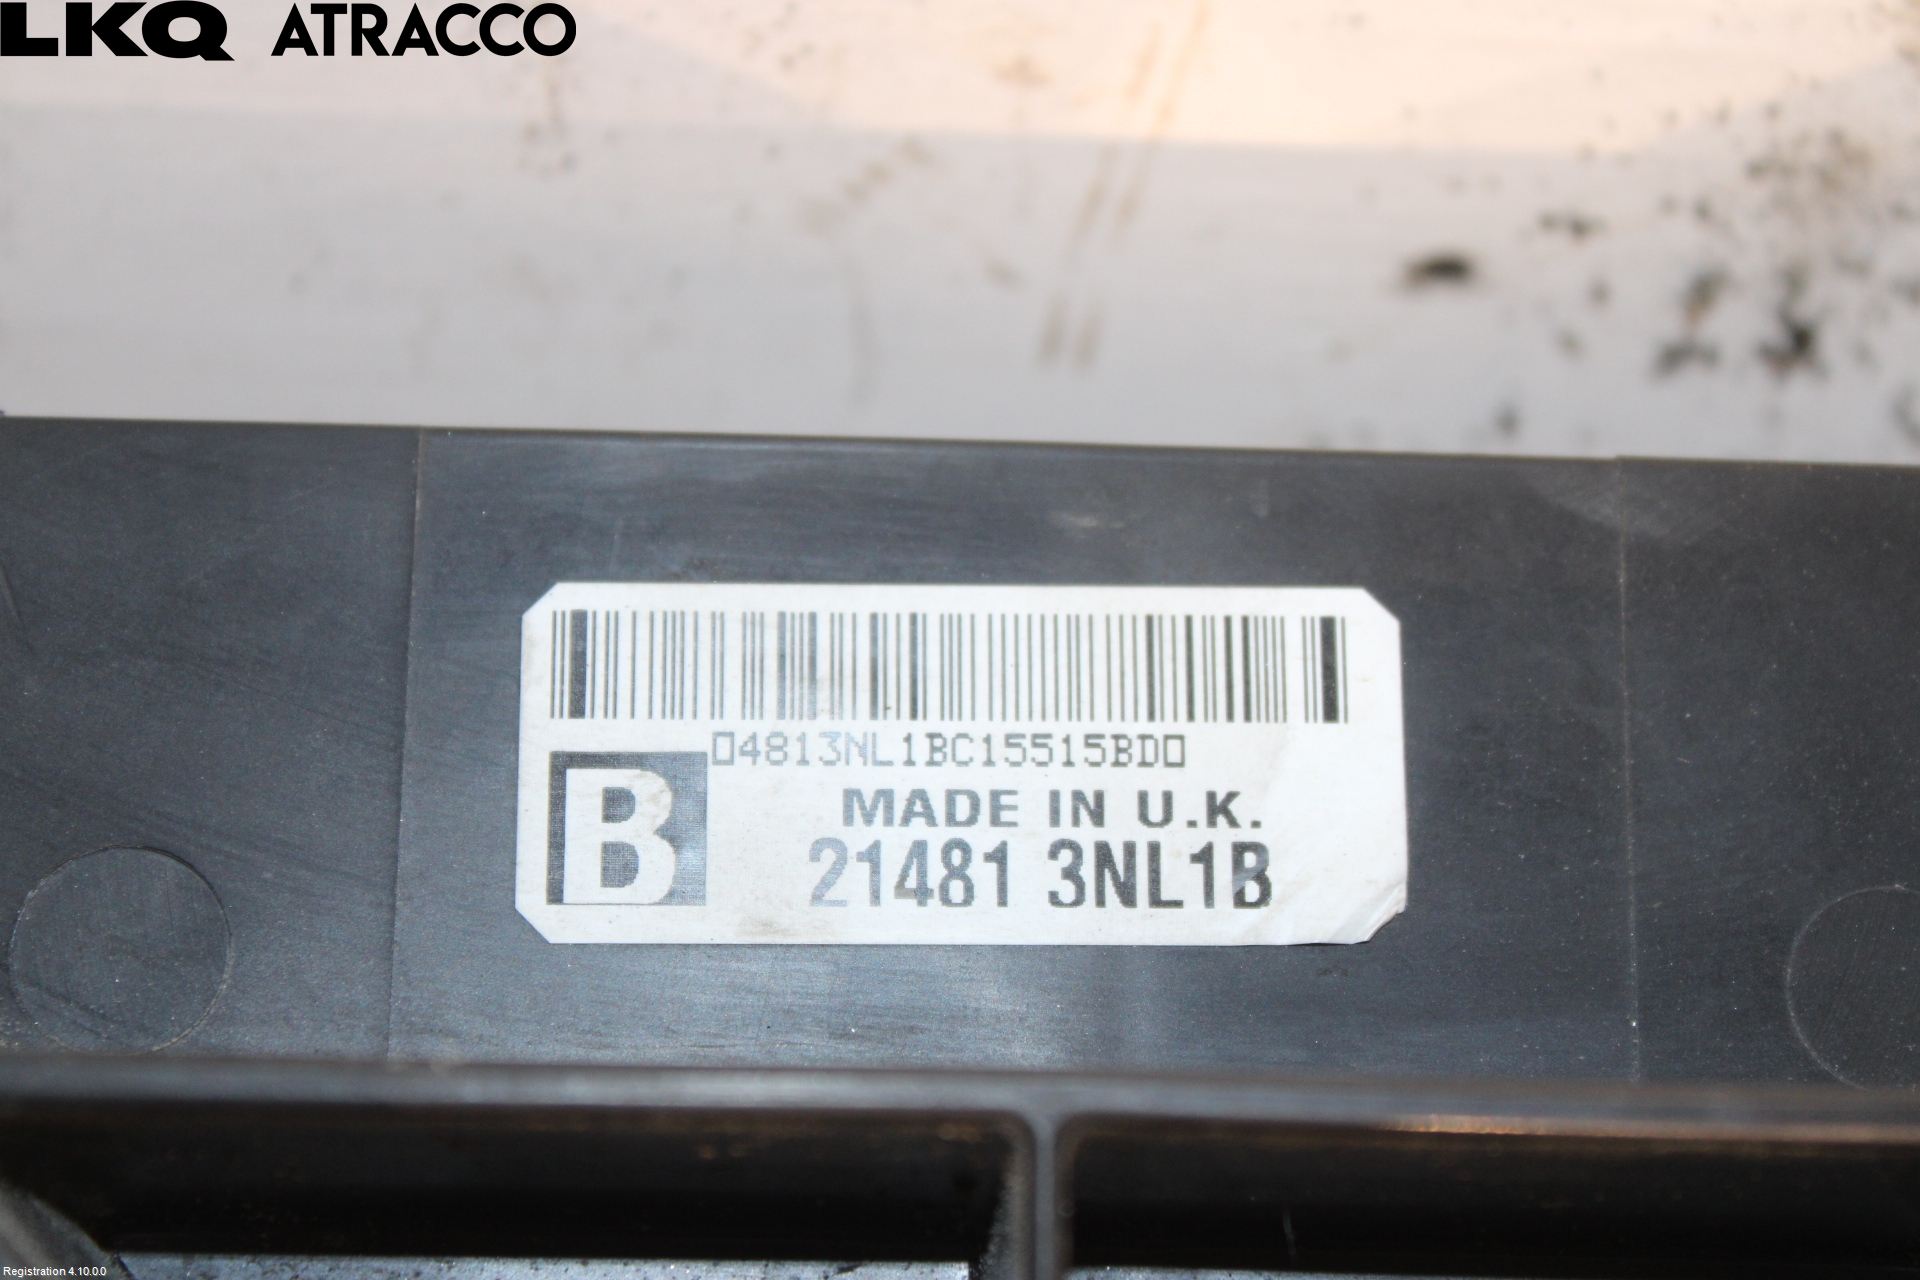 LKQ ATRACCO
04813NL1BC15515BD0
B
MADE IN U.K.
21481 3NL1B
Registration 4.10.0.0